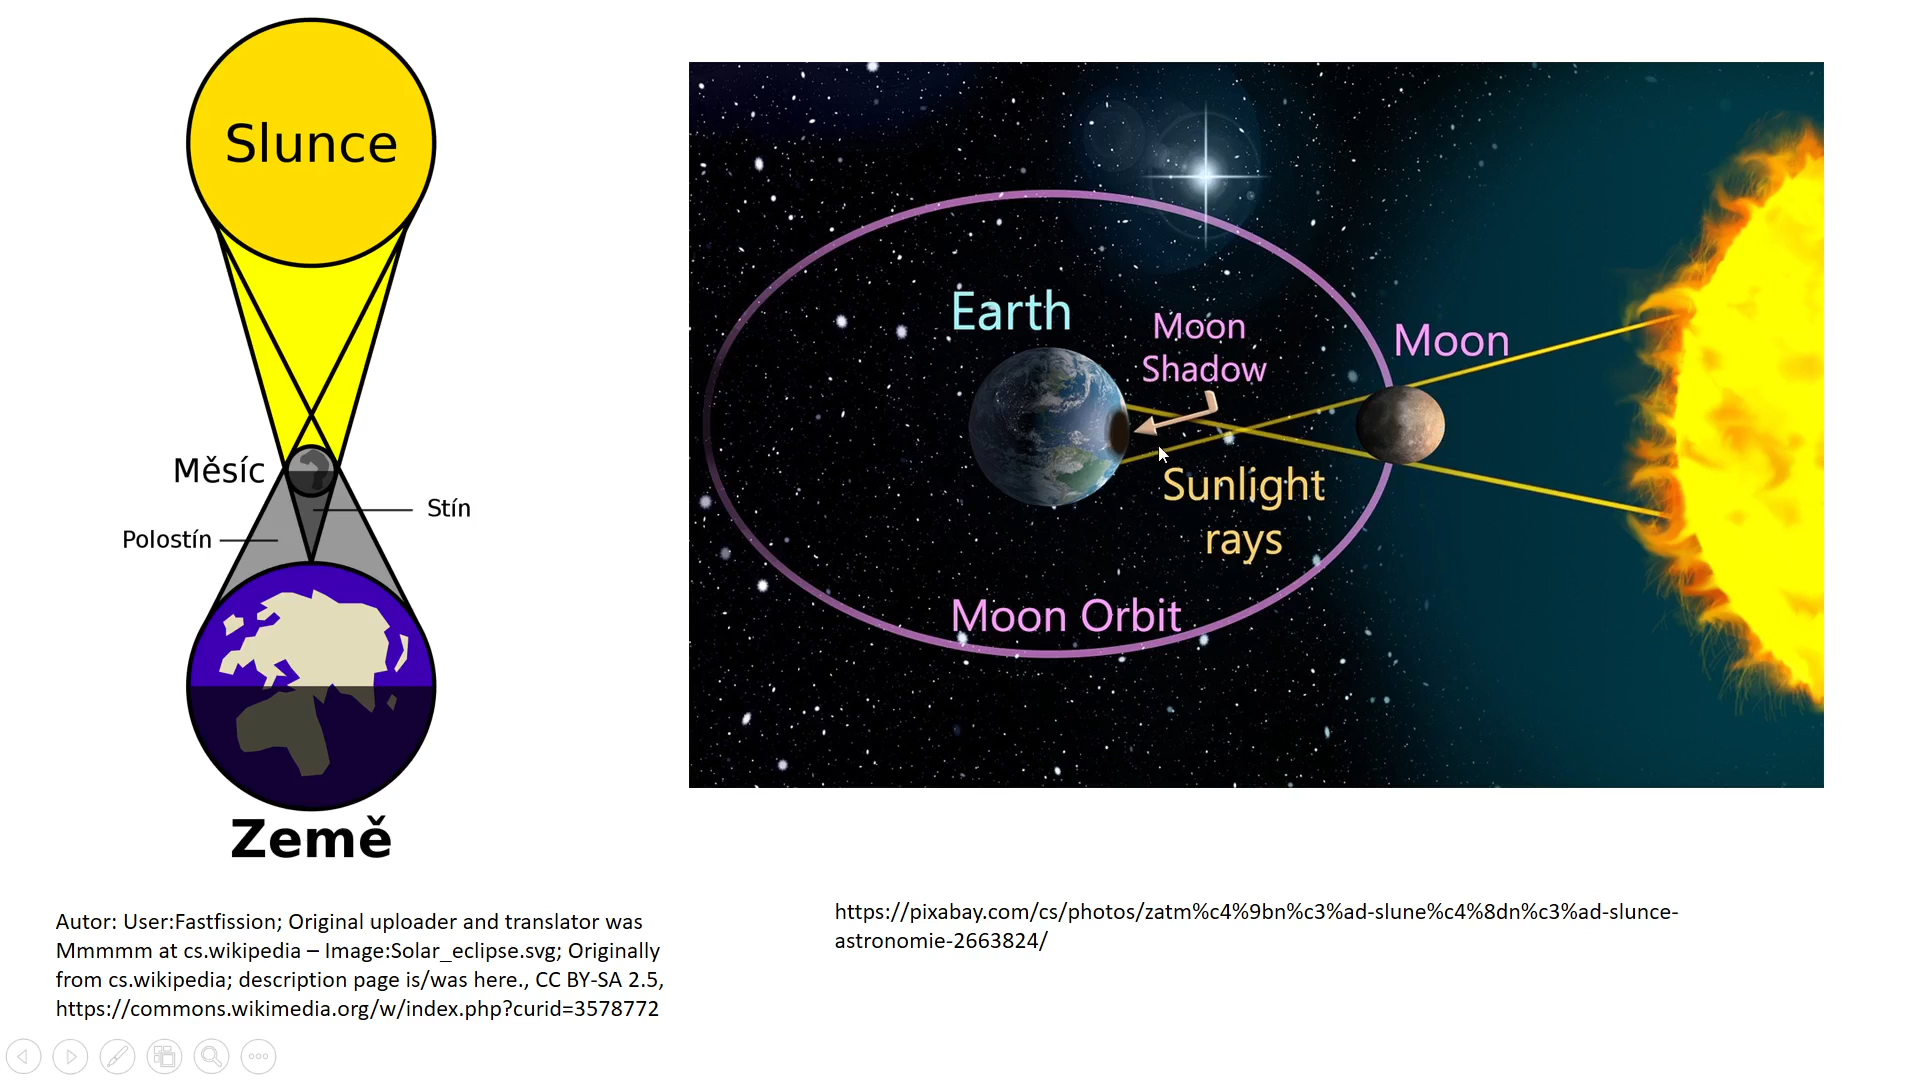 Slunce
Měsíc
Stín
Polostín
Země
Earth
Moon
Shadow
Moon
Sunlight
rays
Moon Orbit
Autor: User:Fastfission; Original uploader and translator was
Mmmmm at cs.wikipedia – Image:Solar_eclipse.svg; Originally
from cs.wikipedia; description page is/was here., CC BY-SA 2.5,
https://commons.wikimedia.org/w/index.php?curid=3578772
https://pixabay.com/cs/photos/zatm%c4%9bn%c3%ad-slune%c4%8dn%c3%ad-slunce-
astronomie-2663824/